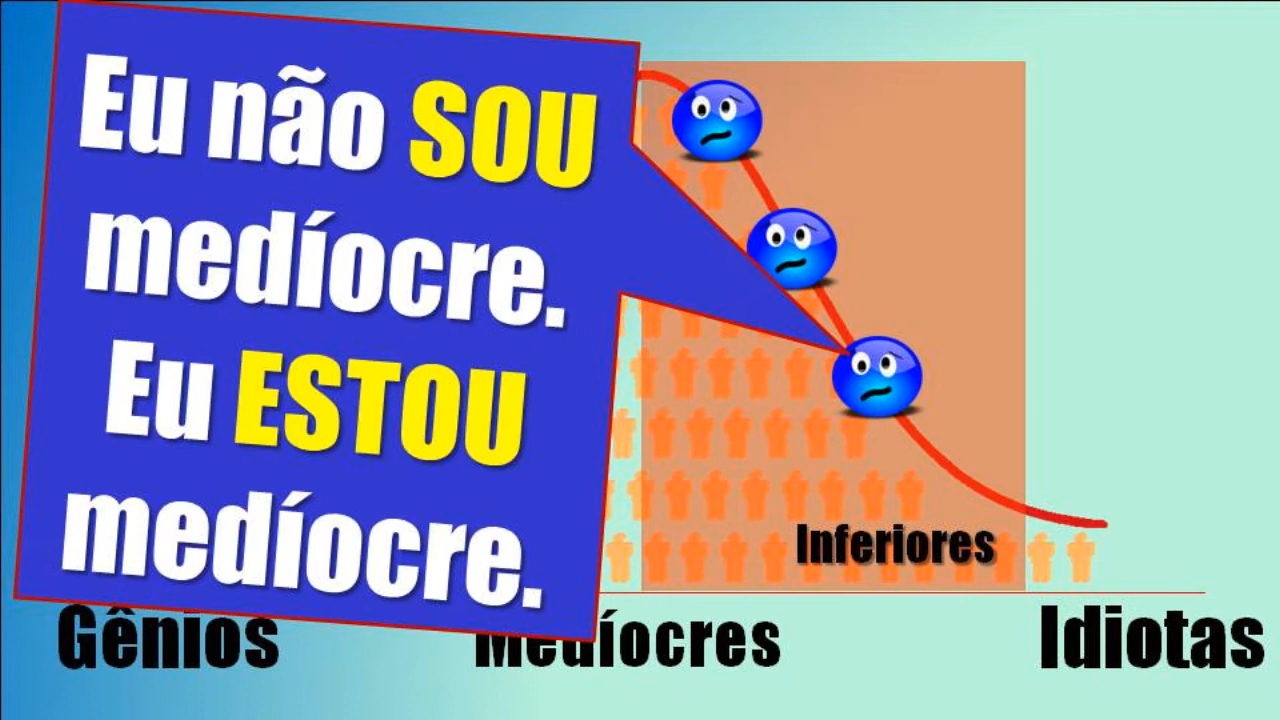 Eu não SOU
medíocre.
Eu ESTOU
medíocre.
Inferiores
Gênios
Medíocres
Idiotas